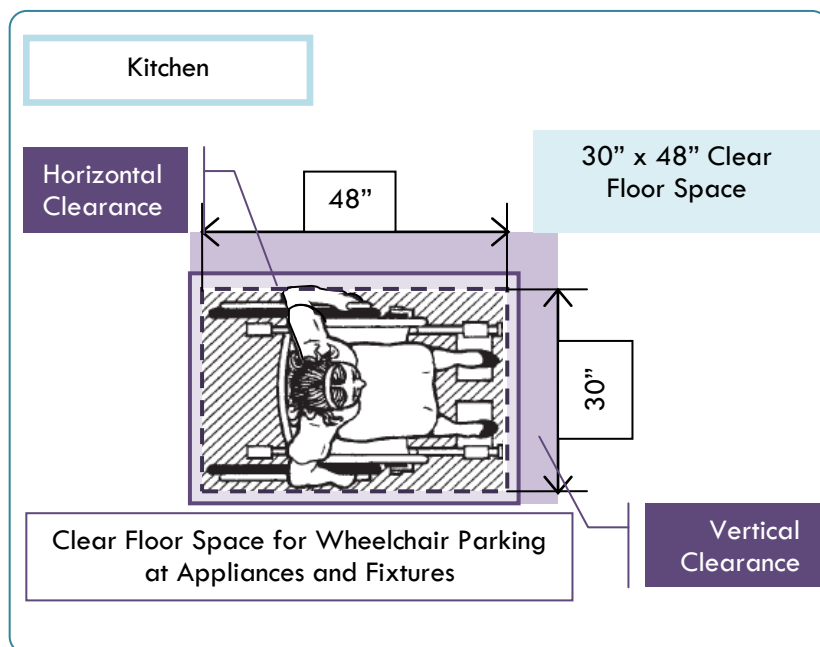 Kitchen
Horizontal
Clearance
48”
30” x 48” Clear
Floor Space
30”
Clear Floor Space for Wheelchair Parking
at Appliances and Fixtures
Vertical
Clearance